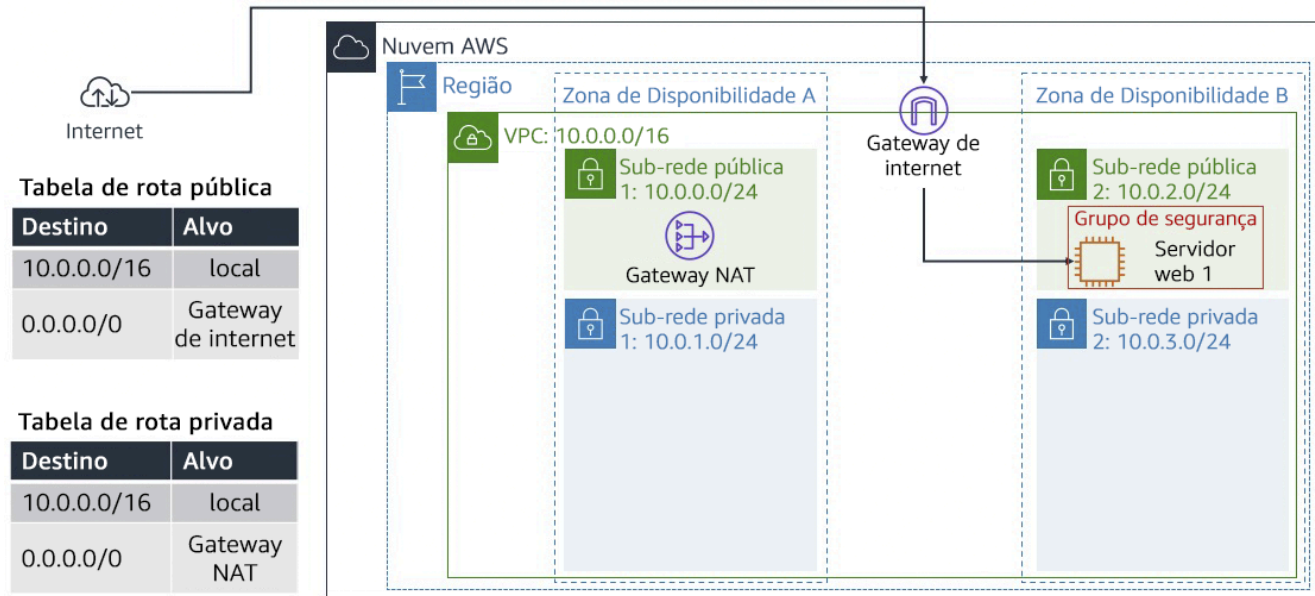 Nuvem AWS
Região
Zona de Disponibilidade A
Zona de Disponibilidade B
Internet
VPC: 10.0.0.0/16
Gateway de
internet
Sub-rede pública
1: 10.0.0.0/24
Gateway NAT
Sub-rede pública
2: 10.0.2.0/24
Grupo de segurança
Servidor
web 1
Sub-rede privada
1: 10.0.1.0/24
Sub-rede privada
2: 10.0.3.0/24
Tabela de rota pública
Destino Alvo
10.0.0.0/16 local
0.0.0.0/0 Gateway
de internet
Tabela de rota privada
Destino Alvo
10.0.0.0/16 local
0.0.0.0/0 Gateway
NAT